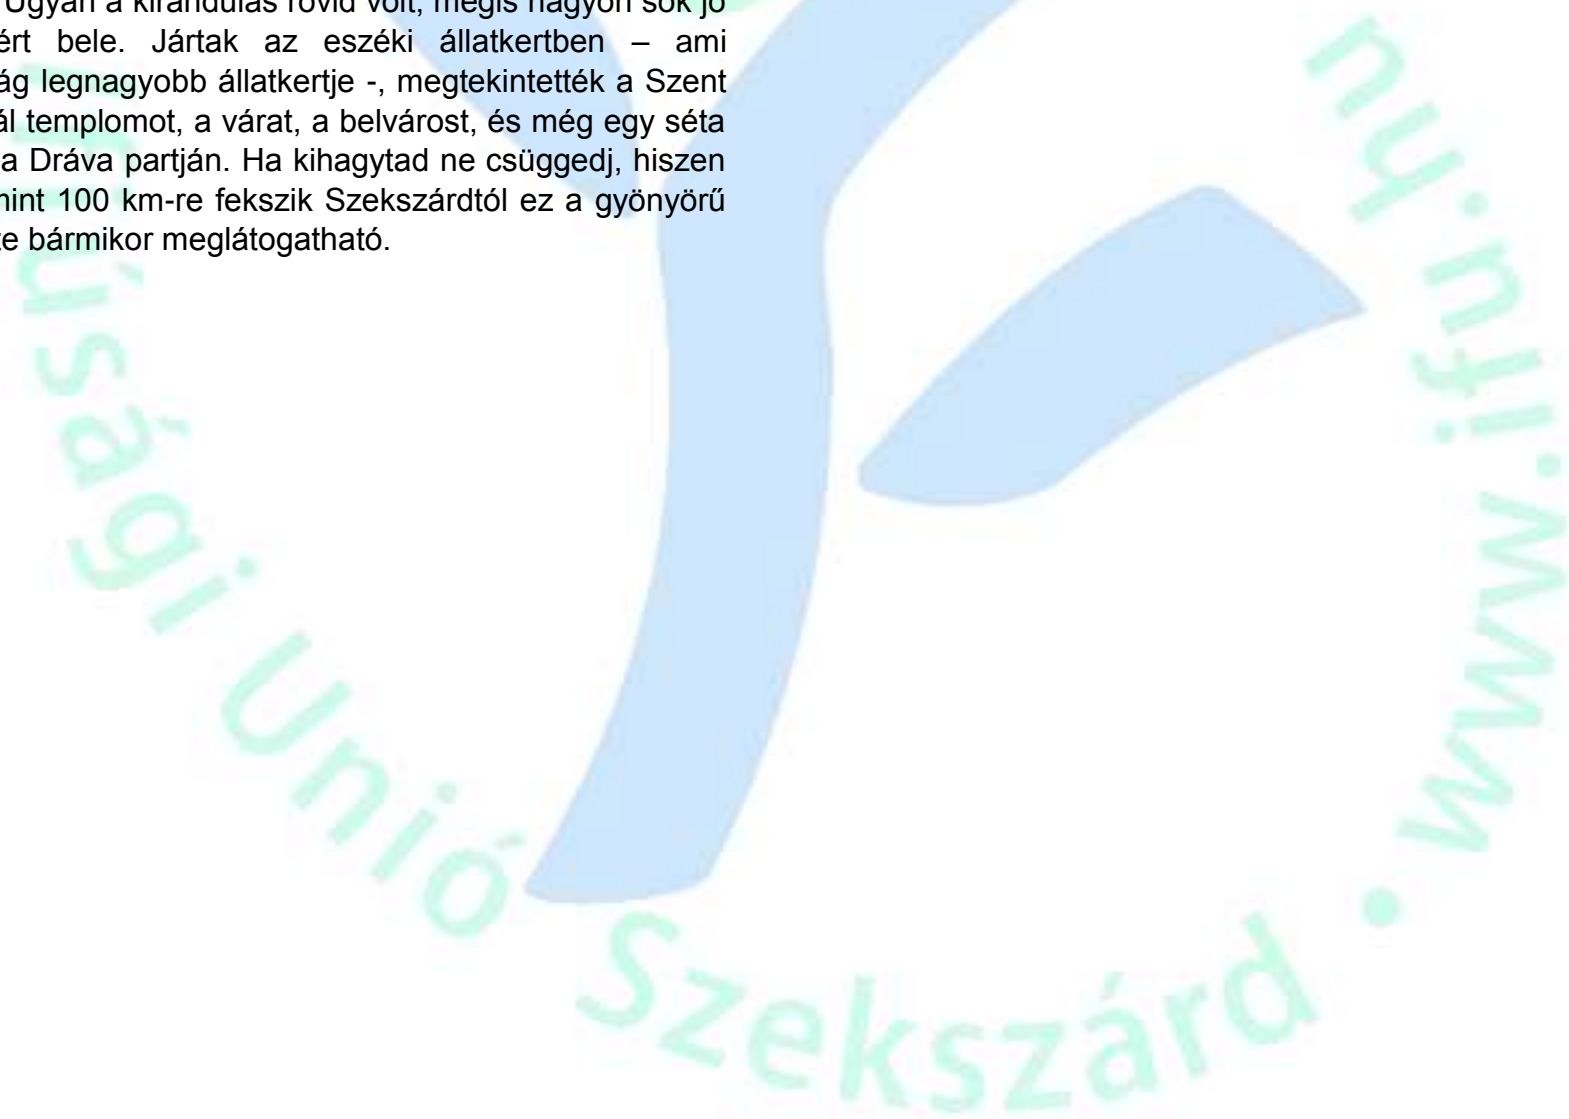 Ugyan a kirándulás rövid volt, mégis nagyon sok jó
ért bele. Jártak az eszéki állatkertben – ami
ág legnagyobb állatkertje -, megtekintették a Szent
ál templomot, a várat, a belvárost, és még egy séta
a Dráva partján. Ha kihagytad ne csüggedj, hiszen
mint 100 km-re fekszik Szekszárdtól ez a gyönyörű
te bármikor meglátogatható.
Ifjúsági Unió Szekszárd • www.ifju.hu